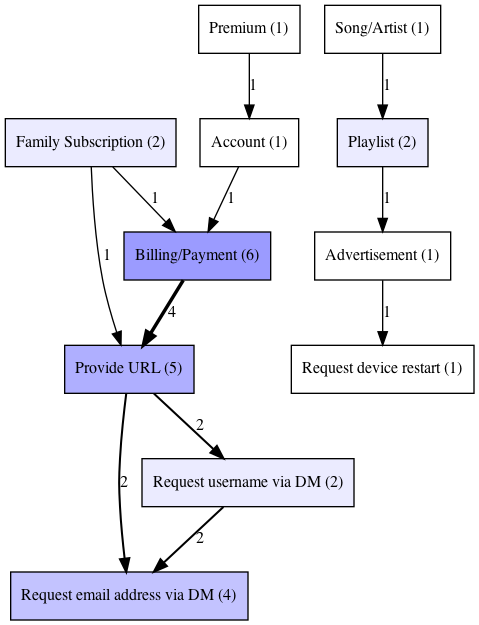 Premium (1)
Song/Artist (1)
1
1
Family Subscription (2)
Account (1)
Playlist (2)
1
1
1
1
Billing/Payment (6)
Advertisement (1)
4
1
Provide URL (5)
Request device restart (1)
2
2
Request username via DM (2)
2
Request email address via DM (4)